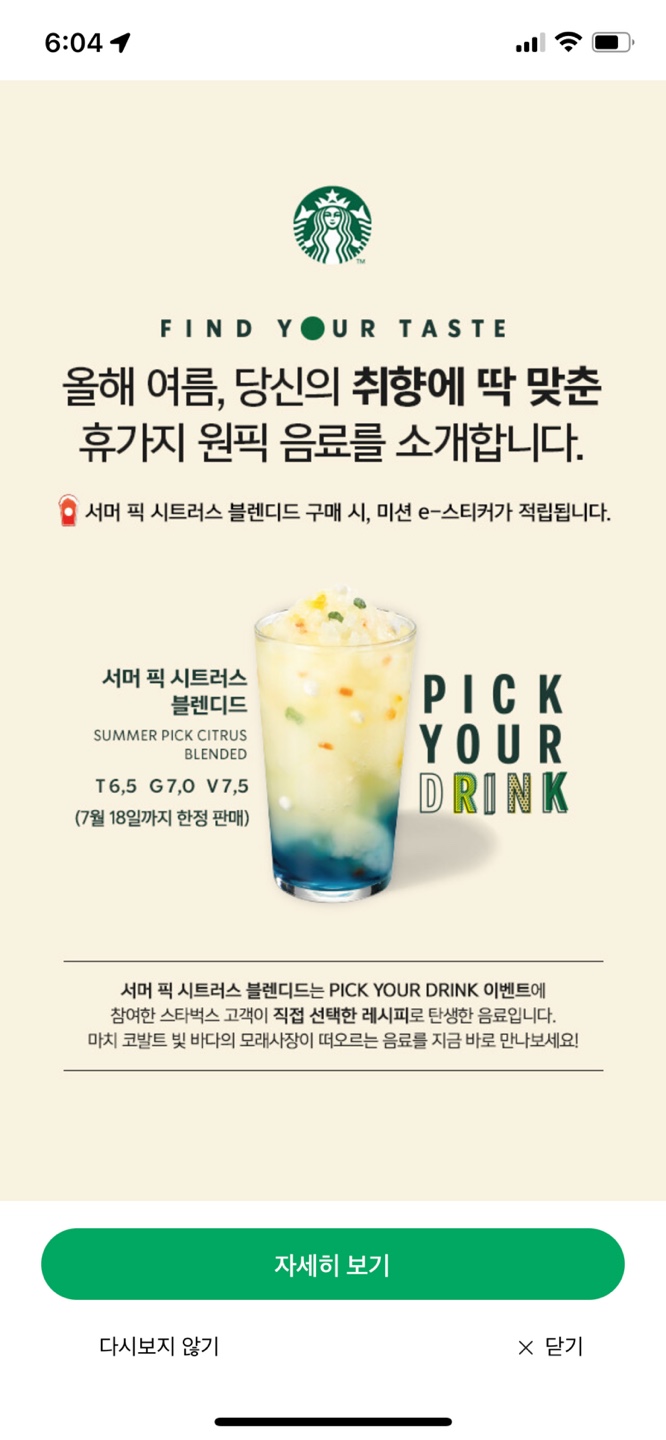 6:04
FIND YOUR TASTE
올해 여름, 당신의 취향에 딱 맞춘
휴가지 원픽 음료를 소개합니다.
서머 픽 시트러스 블렌디드 구매 시, 미션 e-스티커가 적립됩니다.
서머 픽 시트러스
블렌디드
SUMMER PICK CITRUS
BLENDED
T 6,5 G 7,0 V 7,5
(7월 18일까지 한정 판매)
PICK
YOUR
DRINK
서머 픽 시트러스 블렌디드는 PICK YOUR DRINK 이벤트에
참여한 스타벅스 고객이 직접 선택한 레시피로 탄생한 음료입니다.
마치 코발트 빛 바다의 모래사장이 떠오르는 음료를 지금 바로 만나보세요!
자세히 보기
다시보지 않기
× 닫기